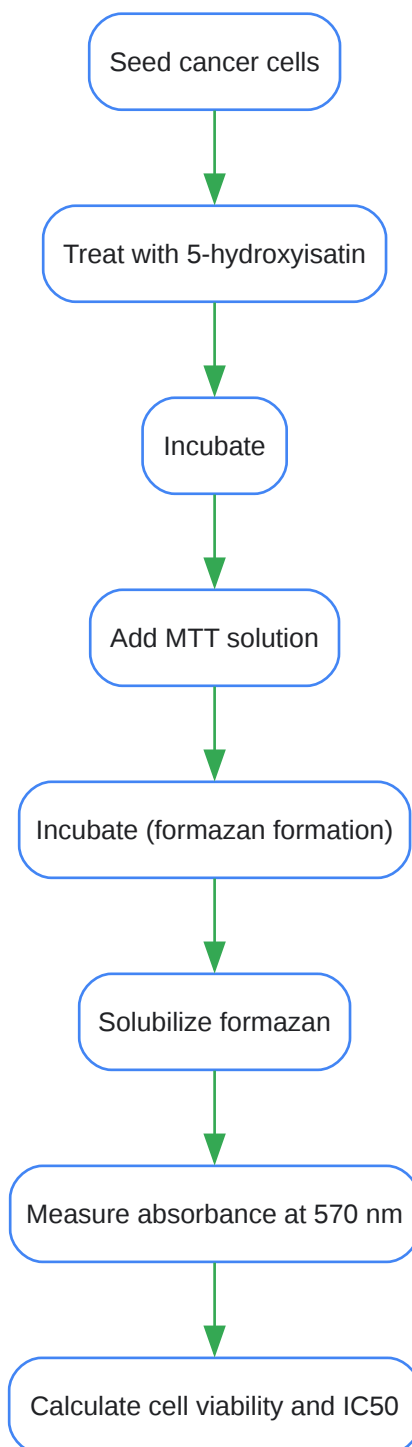 Seed cancer cells
Treat with 5-hydroxyisatin
Incubate
Add MTT solution
Incubate (formazan formation)
Solubilize formazan
Measure absorbance at 570 nm
Calculate cell viability and IC50